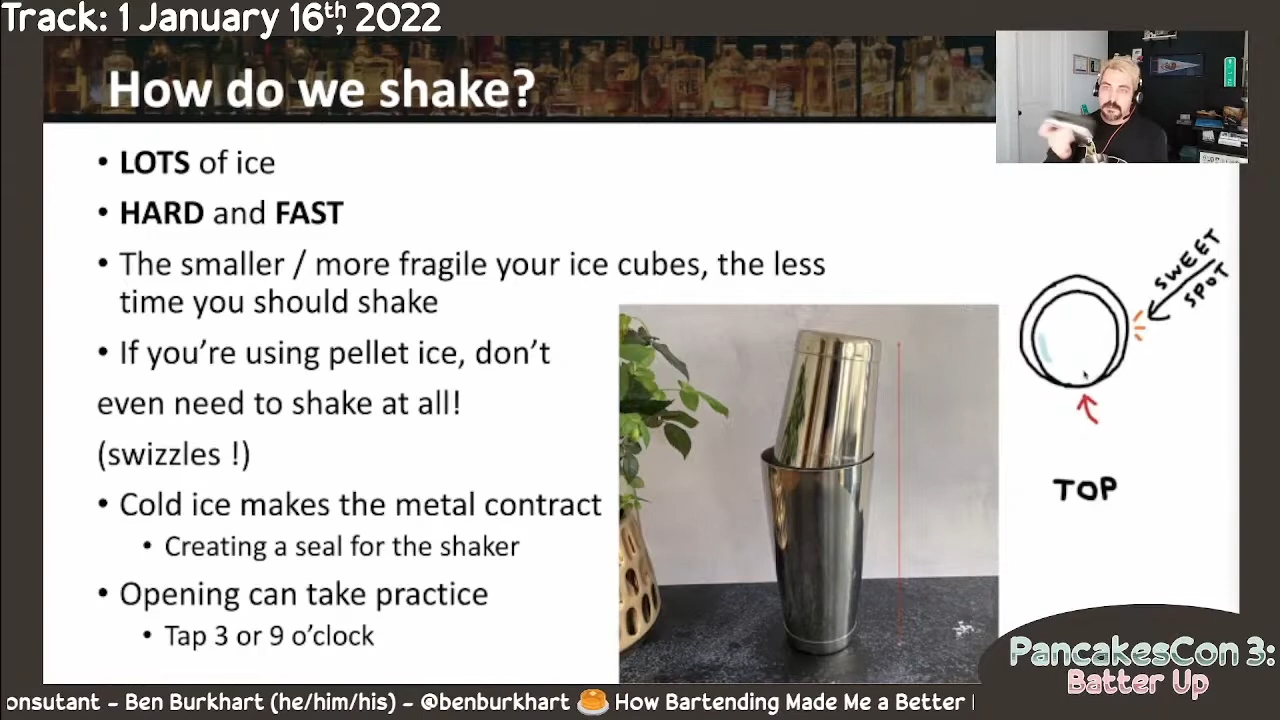 Track: 1 January 16th, 2022
How do we shake?
• LOTS of ice
• HARD and FAST
• The smaller / more fragile your ice cubes, the less
time you should shake
• If you’re using pellet ice, don’t
even need to shake at all!
(swizzles !)
• Cold ice makes the metal contract
• Creating a seal for the shaker
• Opening can take practice
• Tap 3 or 9 o’clock
SWEET
SPOT
TOP
PancakesCon 3:
Batter Up
onsutant - Ben Burkhart (he/him/his) - @benburkhart How Bartending Made Me a Better